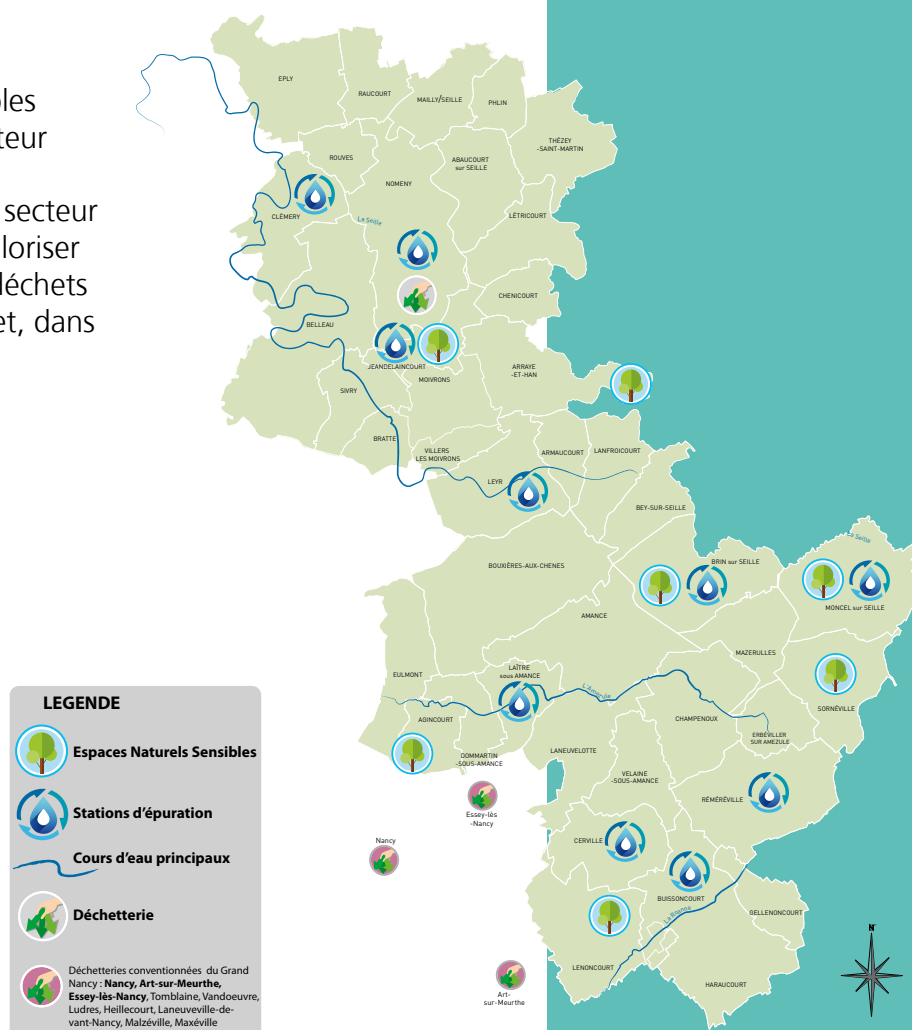 oles
teur
secteur
loriser
déchets
et, dans
EPLY
RAUCOURT
MAILLY/SEILLE
PHLIN
THÉZEY
-SAINT-MARTIN
ROUVES
ABAUCOURT
sur SEILLE
NOMENY
LÉTRICOURT
CLÉMERY
La Seille
CHENICOURT
BELLEAU
JEANDELAINCOURT
MOIVRONS
ARRAYE
-ET-HAN
SIVRY
BRATTE
VILLERS
LES MOIVRONS
ARMAUCOURT
LANFROICOURT
LEYR
BEY-SUR-SEILLE
La Seille
BOUXIÈRES-AUX-CHENES
BRIN sur SEILLE
MONCEL sur SEILLE
AMANCE
MAZERULLES
EULMONT
LAÎTRE
sous AMANCE
L'Amezule
SORNÉVILLE
AGINCOURT
CHAMPENOUX
ERBÉVILLER
SUR AMEZULE
DOMMARTIN
-SOUS-AMANCE
LANEUVELOTTE
VELAINE
-SOUS-AMANCE
RÉMÉRÉVILLE
Essey-lès
-Nancy
Nancy
CERVILLE
BUISSONCOURT
La Roanne
GELLENONCOURT
LENONCOURT
HARAUCOURT
Art-
sur-Meurthe
N
LEGENDE
Espaces Naturels Sensibles
Stations d'épuration
Cours d'eau principaux
Déchetterie
Déchetteries conventionnées du Grand
Nancy : Nancy, Art-sur-Meurthe,
Essey-lès-Nancy, Tomblaine, Vandoeuvre,
Ludres, Heillecourt, Laneuveville-de-
vant-Nancy, Malzéville, Maxéville